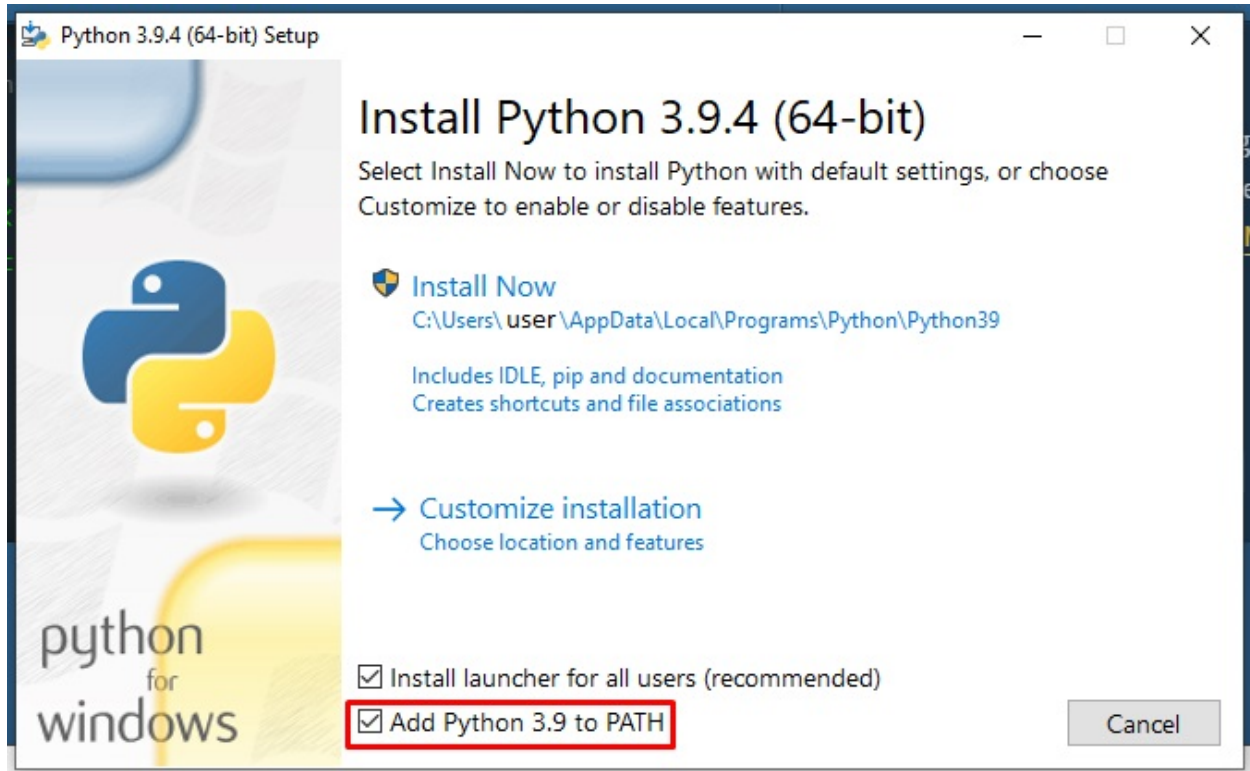 Python 3.9.4 (64-bit) Setup
Install Python 3.9.4 (64-bit)
Select Install Now to install Python with default settings, or choose
Customize to enable or disable features.
Install Now
C:\Users\ user \AppData\Local\Programs\Python\Python39
Includes IDLE, pip and documentation
Creates shortcuts and file associations
Customize installation
Choose location and features
python
for
windows
Install launcher for all users (recommended)
Add Python 3.9 to PATH
Cancel